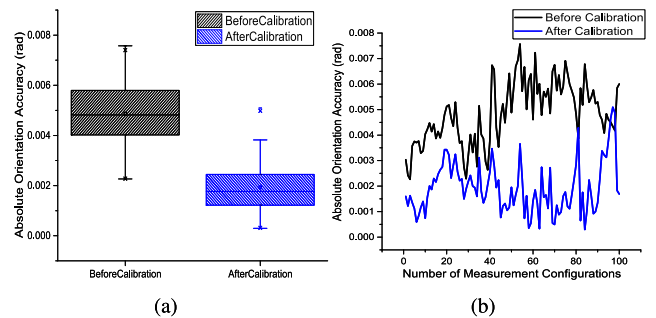 BeforeCalibration
AfterCalibration
Absolute Orientation Accuracy (rad)
0.008
0.006
0.004
0.002
0.000
BeforeCalibration
AfterCalibration
(a)
Before Calibration
After Calibration
Absolute Orientation Accuracy (rad)
0.008
0.007
0.006
0.005
0.004
0.003
0.002
0.001
0.000
0
20
40
60
80
100
Number of Measurement Configurations
(b)